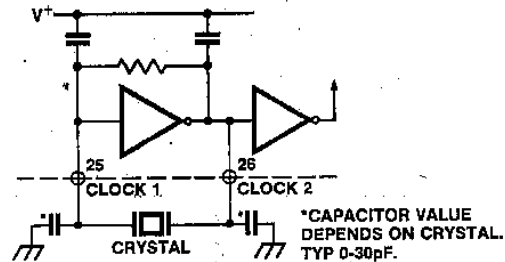 V+
*
25
26
CLOCK 1
CLOCK 2
*
*
CRYSTAL
*CAPACITOR VALUE
DEPENDS ON CRYSTAL.
TYP 0-30pF.